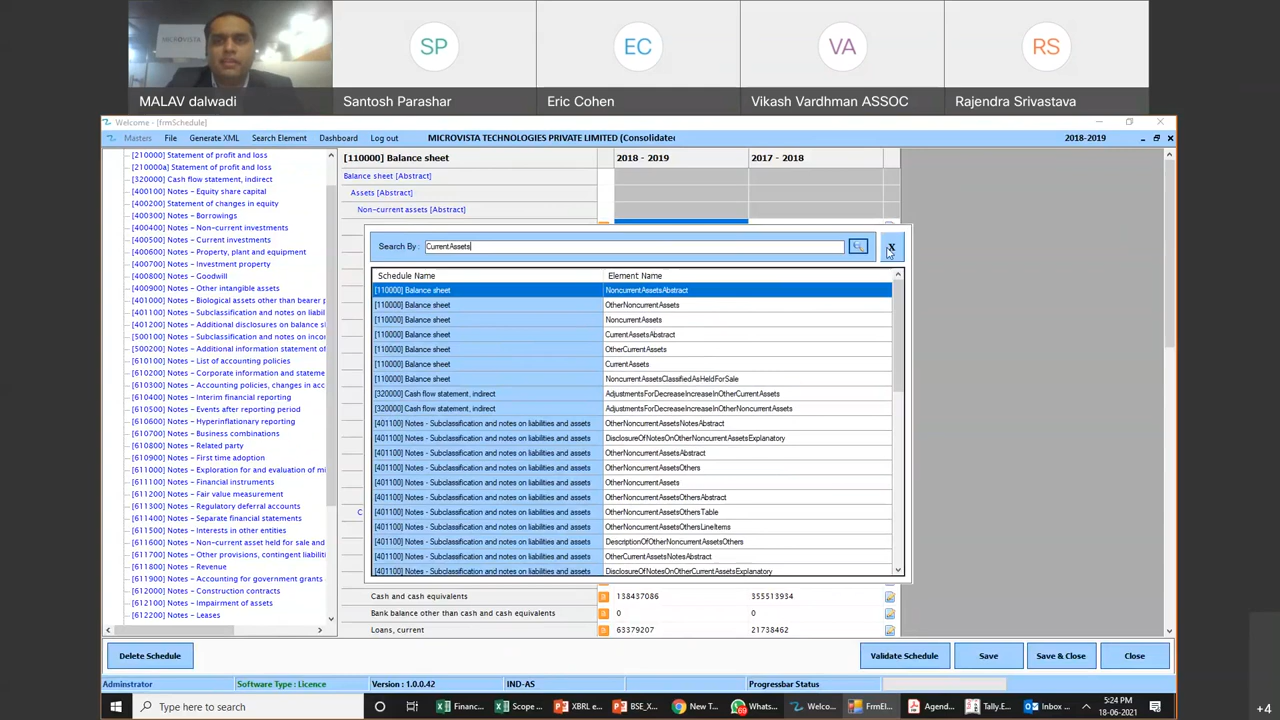 MICROVISTA
SP
EC
VA
RS
MALAV dalwadi
Santosh Parashar
Eric Cohen
Vikash Vardhman ASSOC
Rajendra Srivastava
Welcome - [frmSchedule]
Masters File Generate XML Search Element Dashboard Log out MICROVISTA TECHNOLOGIES PRIVATE LIMITED (Consolidate 2018-2019
[210000] Statement of profit and loss
[210000a] Statement of profit and loss
[320000] Cash flow statement, indirect
[400100] Notes - Equity share capital
[400200] Statement of changes in equity
[400300] Notes - Borrowings
[400400] Notes - Non-current investments
[400500] Notes - Current investments
[400600] Notes - Property, plant and equipment
[400700] Notes - Investment property
[400800] Notes - Goodwill
[400900] Notes - Other intangible assets
[401000] Notes - Biological assets other than bearer p
[401100] Notes - Subclassification and notes on liabili
[401200] Notes - Additional disclosures on balance s
[500100] Notes - Subclassification and notes on incor
[500200] Notes - Additional information statement of
[610100] Notes - List of accounting policies
[610200] Notes - Corporate information and stateme
[610300] Notes - Accounting policies, changes in acc
[610400] Notes - Interim financial reporting
[610500] Notes - Events after reporting period
[610600] Notes - Hyperinflationary reporting
[610700] Notes - Business combinations
[610800] Notes - Related party
[610900] Notes - First time adoption
[611000] Notes - Exploration for and evaluation of mi
[611100] Notes - Financial instruments
[611200] Notes - Fair value measurement
[611300] Notes - Regulatory deferral accounts
[611400] Notes - Separate financial statements
[611500] Notes - Interests in other entities
[611600] Notes - Non-current asset held for sale and
[611700] Notes - Other provisions, contingent liabiliti
[611800] Notes - Revenue
[611900] Notes - Accounting for government grants
[612000] Notes - Construction contracts
[612100] Notes - Impairment of assets
[612200] Notes - Leases
[110000] Balance sheet 2018 - 2019 2017 - 2018
Balance sheet [Abstract]
Assets [Abstract]
Non-current assets [Abstract]
C
Search By : CurrentAssets X
Schedule Name Element Name
[110000] Balance sheet NoncurrentAssetsAbstract
[110000] Balance sheet OtherNoncurrentAssets
[110000] Balance sheet NoncurrentAssets
[110000] Balance sheet CurrentAssetsAbstract
[110000] Balance sheet OtherCurrentAssets
[110000] Balance sheet CurrentAssets
[110000] Balance sheet NoncurrentAssetsClassifiedAsHeldForSale
[320000] Cash flow statement, indirect AdjustmentsForDecreaseIncreaseInOtherCurrentAssets
[320000] Cash flow statement, indirect AdjustmentsForDecreaseIncreaseInOtherNoncurrentAssets
[401100] Notes - Subclassification and notes on liabilities and assets OtherNoncurrentAssetsNotesAbstract
[401100] Notes - Subclassification and notes on liabilities and assets DisclosureOfNotesOnOtherNoncurrentAssetsExplanatory
[401100] Notes - Subclassification and notes on liabilities and assets OtherNoncurrentAssetsAbstract
[401100] Notes - Subclassification and notes on liabilities and assets OtherNoncurrentAssetsOthers
[401100] Notes - Subclassification and notes on liabilities and assets OtherNoncurrentAssets
[401100] Notes - Subclassification and notes on liabilities and assets OtherNoncurrentAssetsOthersAbstract
[401100] Notes - Subclassification and notes on liabilities and assets OtherNoncurrentAssetsOthersTable
[401100] Notes - Subclassification and notes on liabilities and assets OtherNoncurrentAssetsOthersLineItems
[401100] Notes - Subclassification and notes on liabilities and assets DescriptionOfOtherNoncurrentAssetsOthers
[401100] Notes - Subclassification and notes on liabilities and assets OtherCurrentAssetsNotesAbstract
[401100] Notes - Subclassification and notes on liabilities and assets DisclosureOfNotesOnOtherCurrentAssetsExplanatory
Cash and cash equivalents 138437086 355513934
Bank balance other than cash and cash equivalents 0 0
Loans, current 63379207 21738462
Delete Schedule Validate Schedule Save Save & Close Close
Adminstrator Software Type : Licence Version : 1.0.0.42 IND-AS Progressbar Status
Type here to search Financ... Scope ... XBRL e... BSE_X... New T... 69 Whats... Welco... FrmEl... Agend... Tally.E... Inbox ... 5:24 PM
18-06-2021
+4